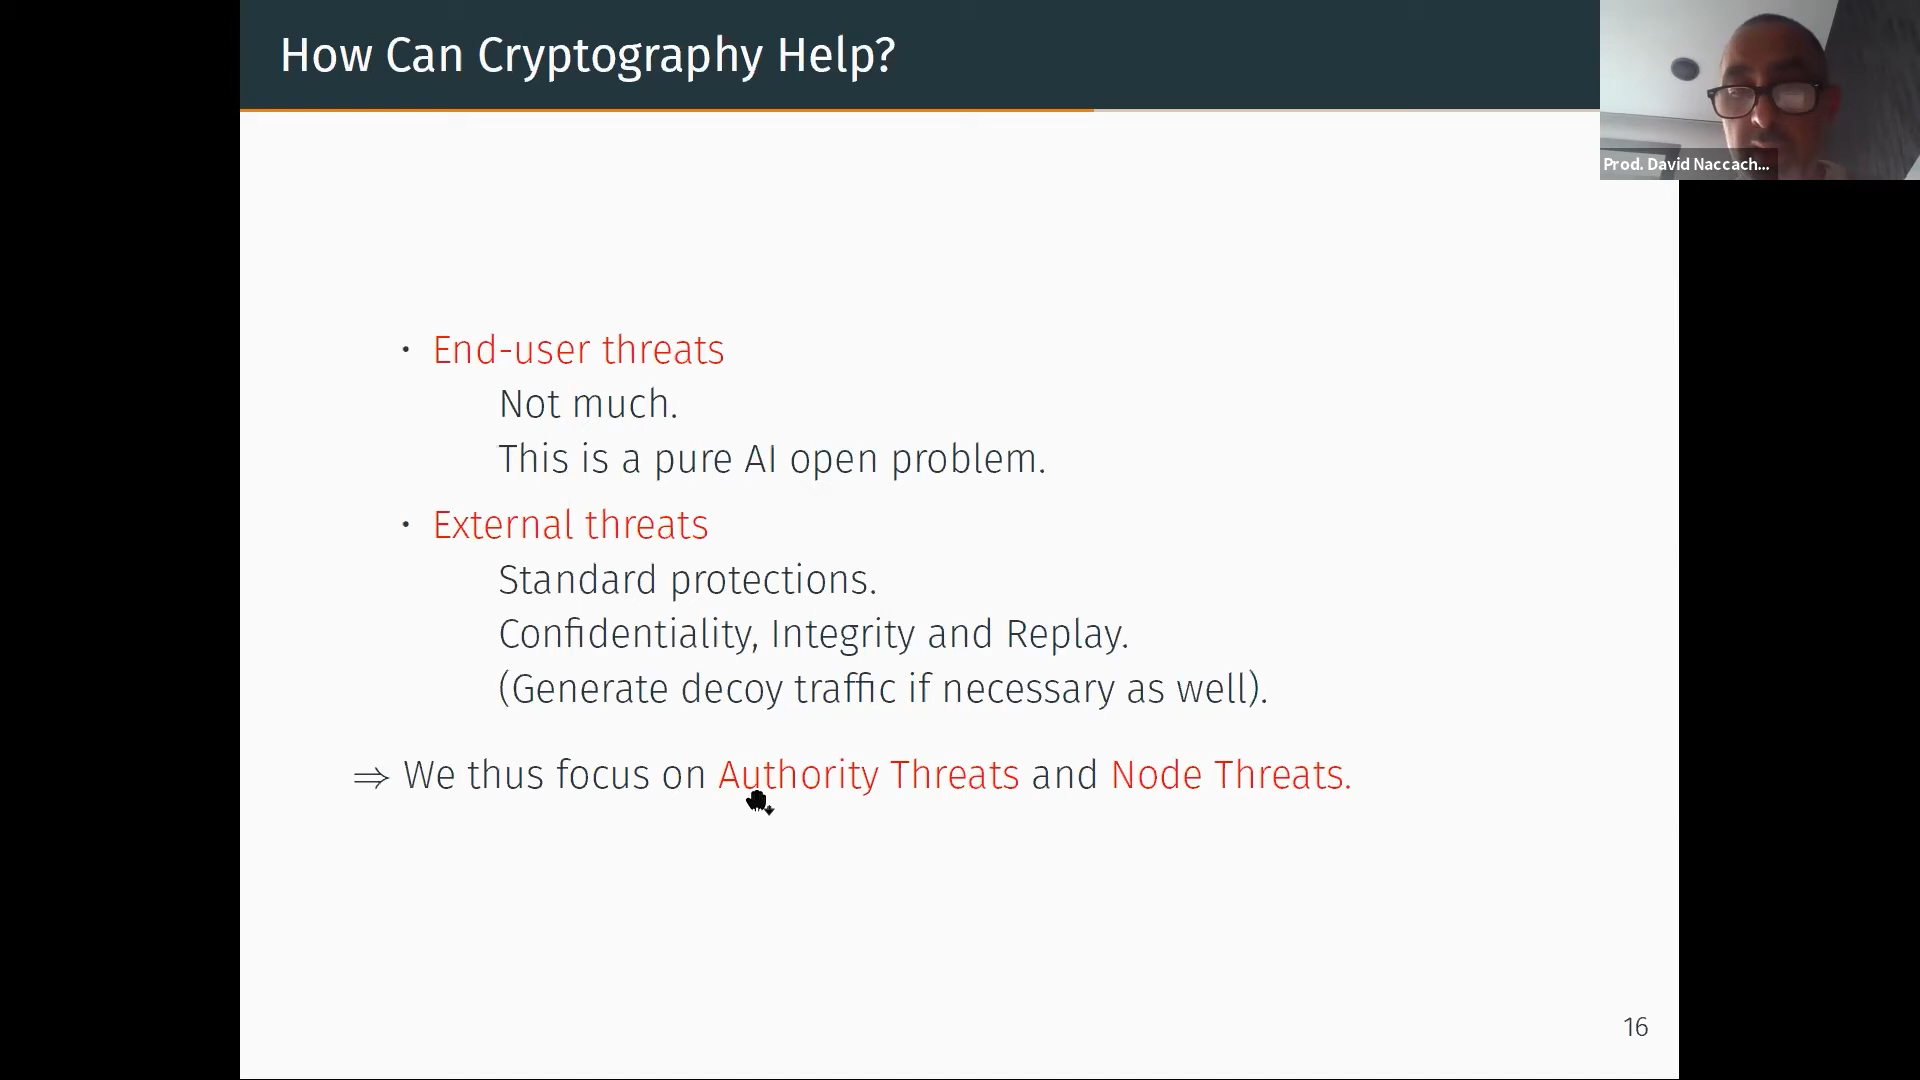 How Can Cryptography Help?
Prod. David Naccach...
• End-user threats
Not much.
This is a pure AI open problem.
• External threats
Standard protections.
Confidentiality, Integrity and Replay.
(Generate decoy traffic if necessary as well).
⇒ We thus focus on Authority Threats and Node Threats.
16